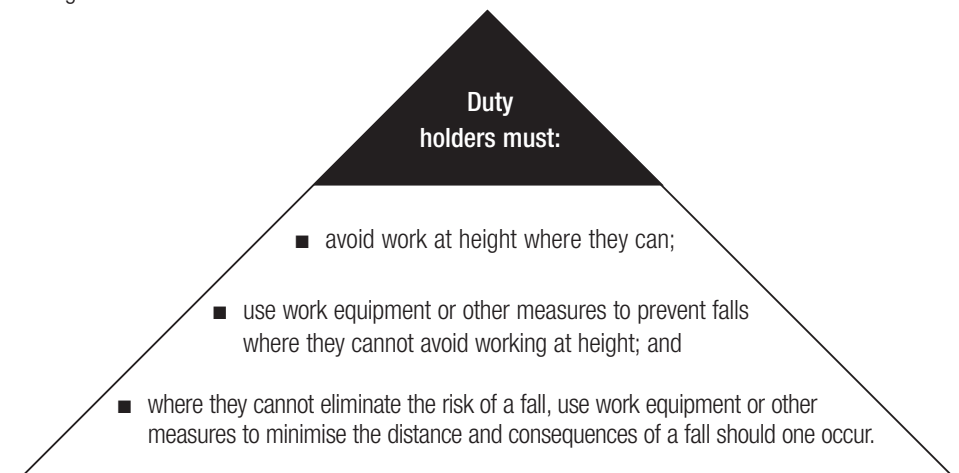 Duty
holders must:
■ avoid work at height where they can;
■ use work equipment or other measures to prevent falls
where they cannot avoid working at height; and
■ where they cannot eliminate the risk of a fall, use work equipment or other
measures to minimise the distance and consequences of a fall should one occur.